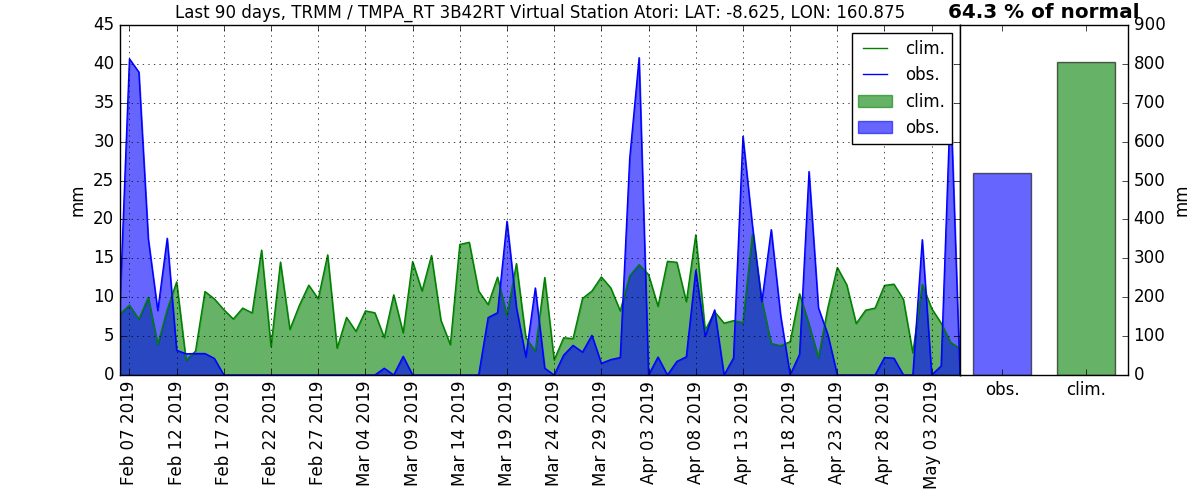 Last 90 days, TRMM / TMPA_RT 3B42RT Virtual Station Atori: LAT: -8.625, LON: 160.875
64.3 % of normal
45
40
35
30
25
20
15
10
5
0
mm
clim.
obs.
clim.
obs.
900
800
700
600
500
400
300
200
100
0
mm
obs.
clim.
Feb 07 2019
Feb 12 2019
Feb 17 2019
Feb 22 2019
Feb 27 2019
Mar 04 2019
Mar 09 2019
Mar 14 2019
Mar 19 2019
Mar 24 2019
Mar 29 2019
Apr 03 2019
Apr 08 2019
Apr 13 2019
Apr 18 2019
Apr 23 2019
Apr 28 2019
May 03 2019